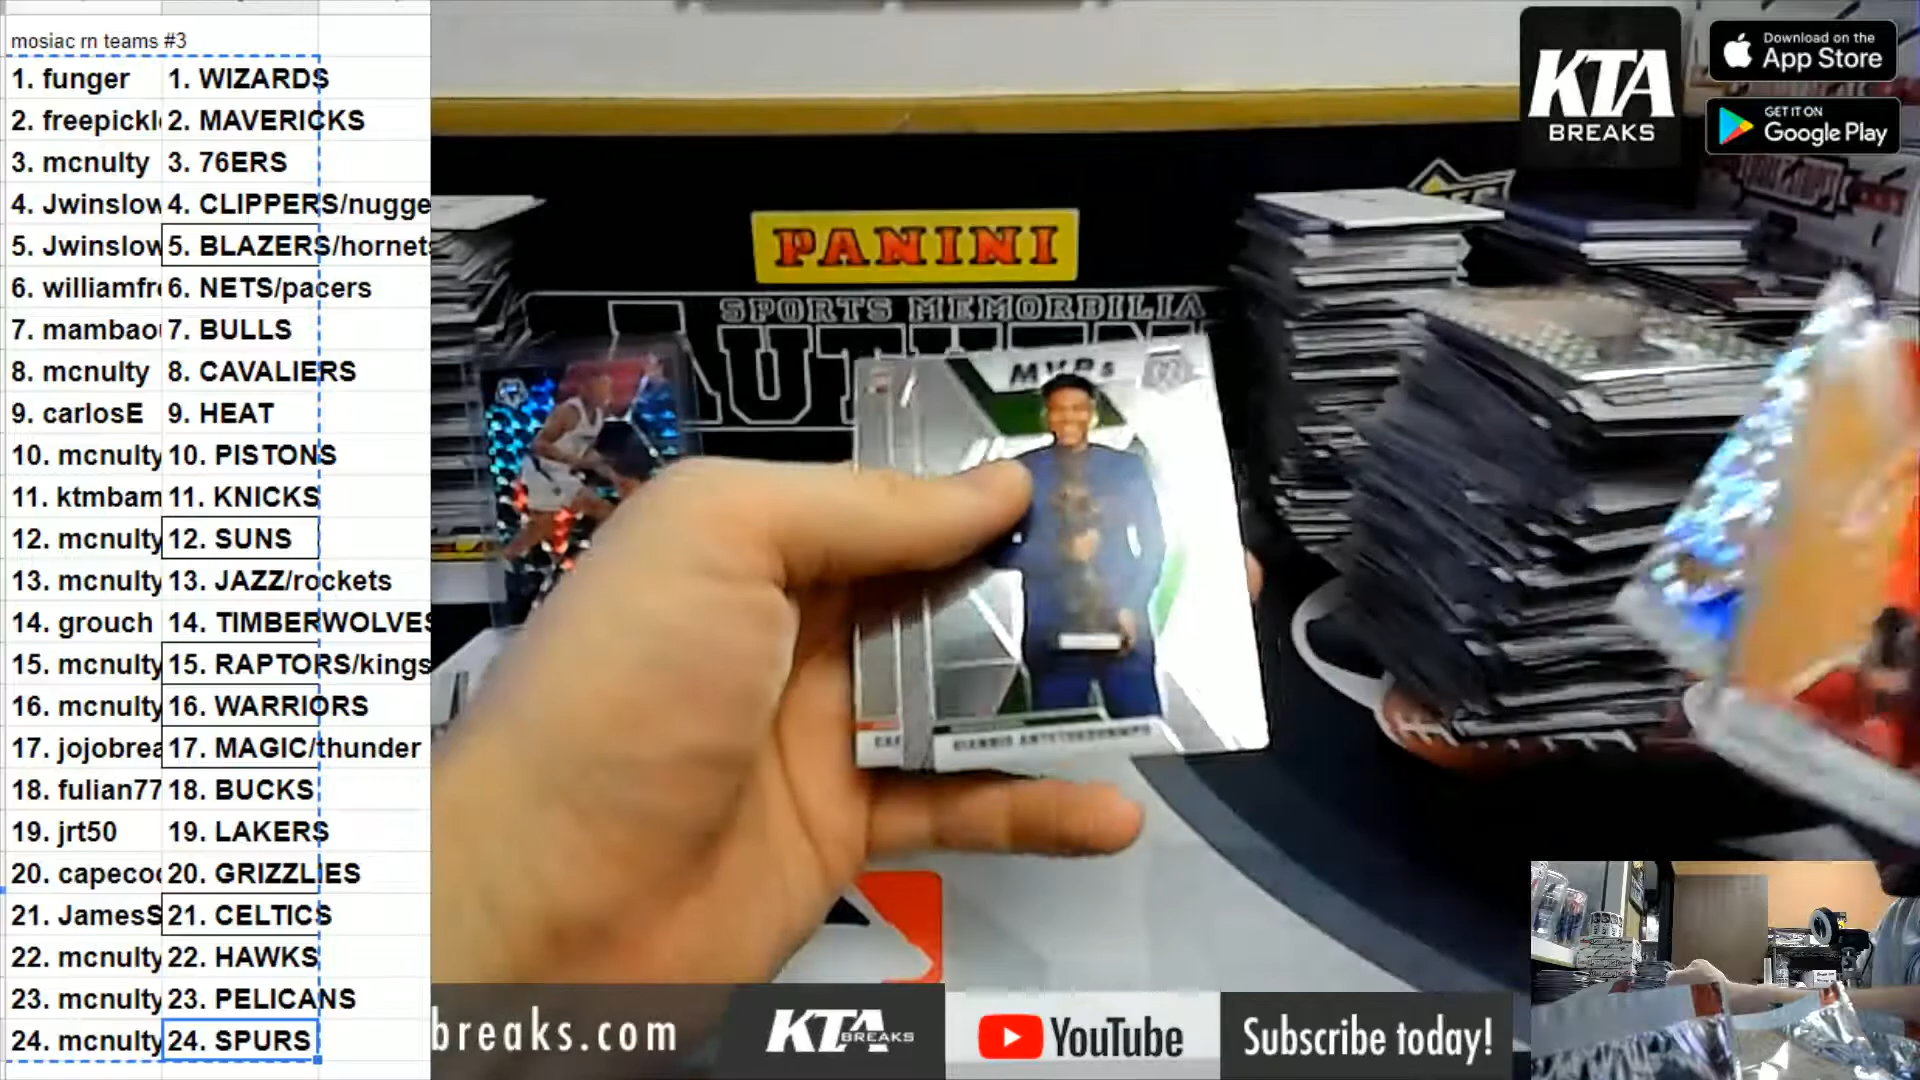 mosiac rn teams #3
1. funger 1. WIZARDS
2. freepickl 2. MAVERICKS
3. mcnulty 3. 76ERS
4. Jwinslow 4. CLIPPERS/nugge
5. Jwinslow 5. BLAZERS/hornets
6. williamfr 6. NETS/pacers
7. mambaou 7. BULLS
8. mcnulty 8. CAVALIERS
9. carlosE 9. HEAT
10. mcnulty 10. PISTONS
11. ktmbam 11. KNICKS
12. mcnulty 12. SUNS
13. mcnulty 13. JAZZ/rockets
14. grouch 14. TIMBERWOLVES
15. mcnulty 15. RAPTORS/kings
16. mcnulty 16. WARRIORS
17. jojobrea 17. MAGIC/thunder
18. fulian77 18. BUCKS
19. jrt50 19. LAKERS
20. capecod 20. GRIZZLIES
21. JamesS 21. CELTICS
22. mcnulty 22. HAWKS
23. mcnulty 23. PELICANS
24. mcnulty 24. SPURS
PANINI
SPORTS MEMORDILIA
MVPs
GIANNIS ANTETOKOUNMPO
KTA
BREAKS
Download on the
App Store
GET IT ON
Google Play
breaks.com
KTA BREAKS
YouTube
Subscribe today!